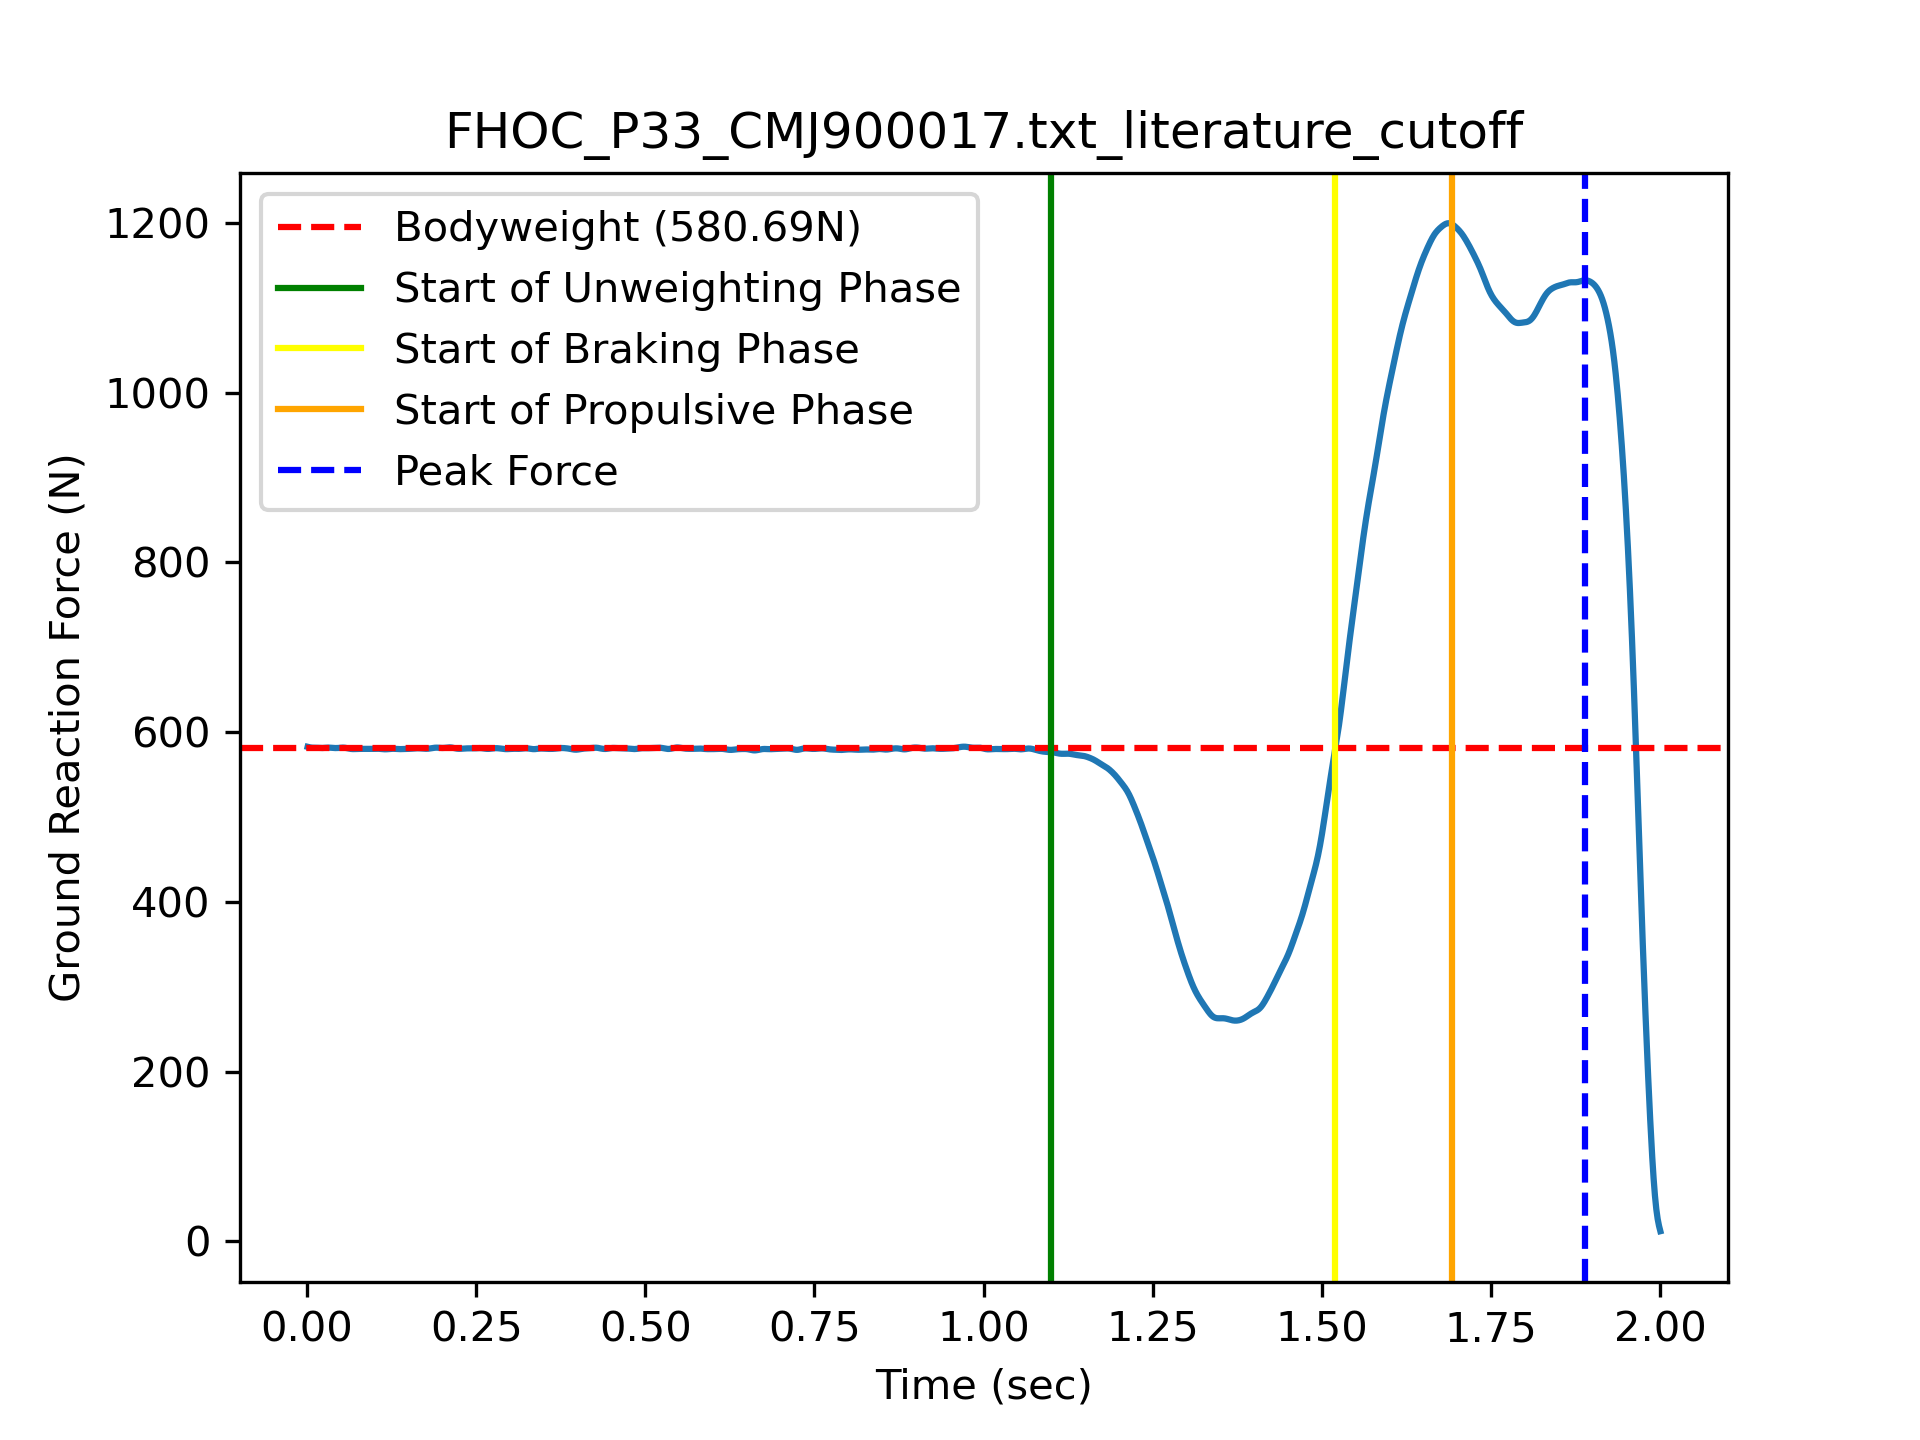 FHOC_P33_CMJ900017.txt_literature_cutoff
Bodyweight (580.69N)
Start of Unweighting Phase
Start of Braking Phase
Start of Propulsive Phase
Peak Force
Ground Reaction Force (N)
1200
1000
800
600
400
200
0
0.00 0.25 0.50 0.75 1.00 1.25 1.50 1.75 2.00
Time (sec)